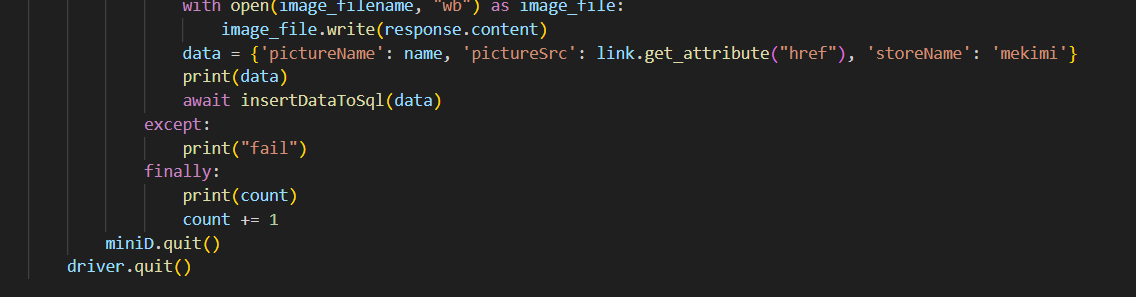 with open(image_filename, "wb") as image_file:
image_file.write(response.content)
data = {'pictureName': name, 'pictureSrc': link.get_attribute("href"), 'storeName': 'mekimi'}
print(data)
await insertDataToSql(data)
except:
print("fail")
finally:
print(count)
count += 1
miniD.quit()
driver.quit()